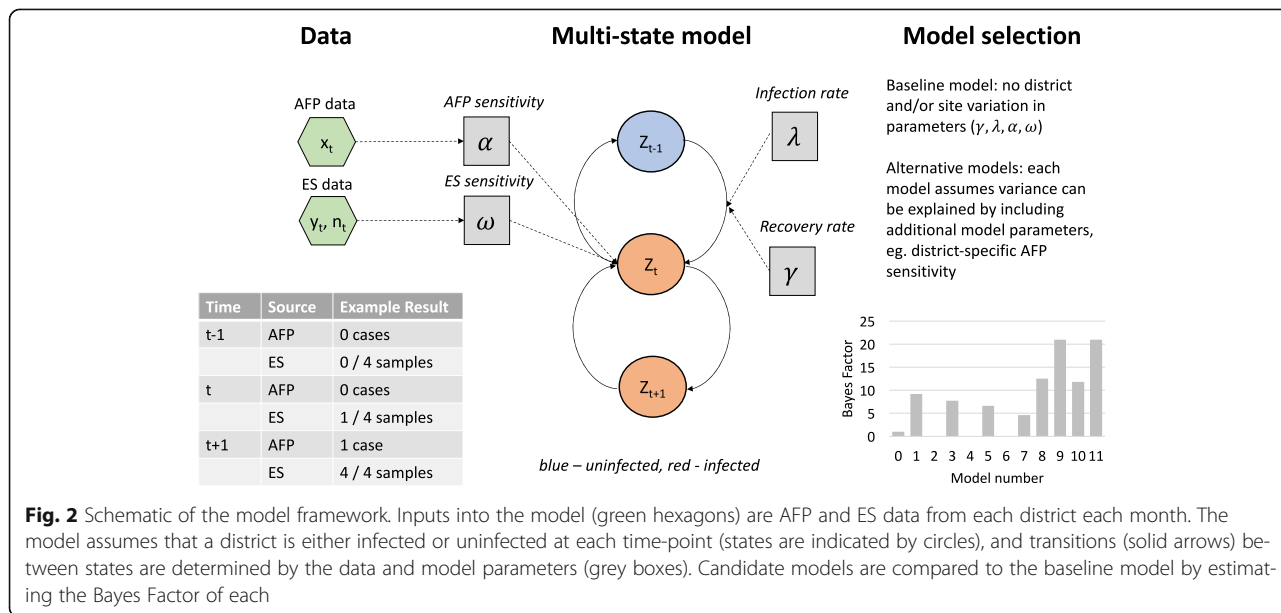 Data
Multi-state model
Model selection
AFP data
x_t
AFP sensitivity
α
ES data
y_t, n_t
ES sensitivity
ω
Z_{t-1}
Z_t
Z_{t+1}
Infection rate
λ
Recovery rate
γ
blue – uninfected, red - infected
Time Source Example Result
t-1 AFP 0 cases
ES 0 / 4 samples
t AFP 0 cases
ES 1 / 4 samples
t+1 AFP 1 case
ES 4 / 4 samples
Baseline model: no district
and/or site variation in
parameters (γ, λ, α, ω)
Alternative models: each
model assumes variance can
be explained by including
additional model parameters,
eg. district-specific AFP
sensitivity
Bayes Factor
25
20
15
10
5
0
0 1 2 3 4 5 6 7 8 9 10 11
Model number
Fig. 2 Schematic of the model framework. Inputs into the model (green hexagons) are AFP and ES data from each district each month. The
model assumes that a district is either infected or uninfected at each time-point (states are indicated by circles), and transitions (solid arrows) be-
tween states are determined by the data and model parameters (grey boxes). Candidate models are compared to the baseline model by estimat-
ing the Bayes Factor of each